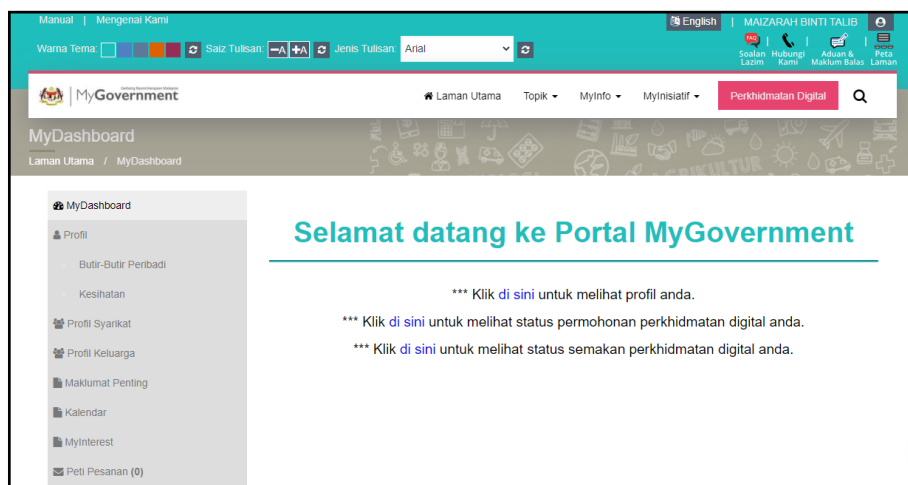 Manual | Mengenai Kami
English | MAIZARAH BINTI TALIB
Warna Tema: Saiz Tulisan: -A +A Jenis Tulisan: Arial
FAQ
Soalan Lazim | Hubungi Kami | Aduan & Maklum Balas | Peta Laman
MyGovernment
Laman Utama Topik MyInfo MyInisiatif Perkhidmatan Digital
MyDashboard
Laman Utama / MyDashboard
MyDashboard
Profil
Butir-Butir Peribadi
Kesihatan
Profil Syarikat
Profil Keluarga
Maklumat Penting
Kalendar
MyInterest
Peti Pesanan (0)
Selamat datang ke Portal MyGovernment
*** Klik di sini untuk melihat profil anda.
*** Klik di sini untuk melihat status permohonan perkhidmatan digital anda.
*** Klik di sini untuk melihat status semakan perkhidmatan digital anda.